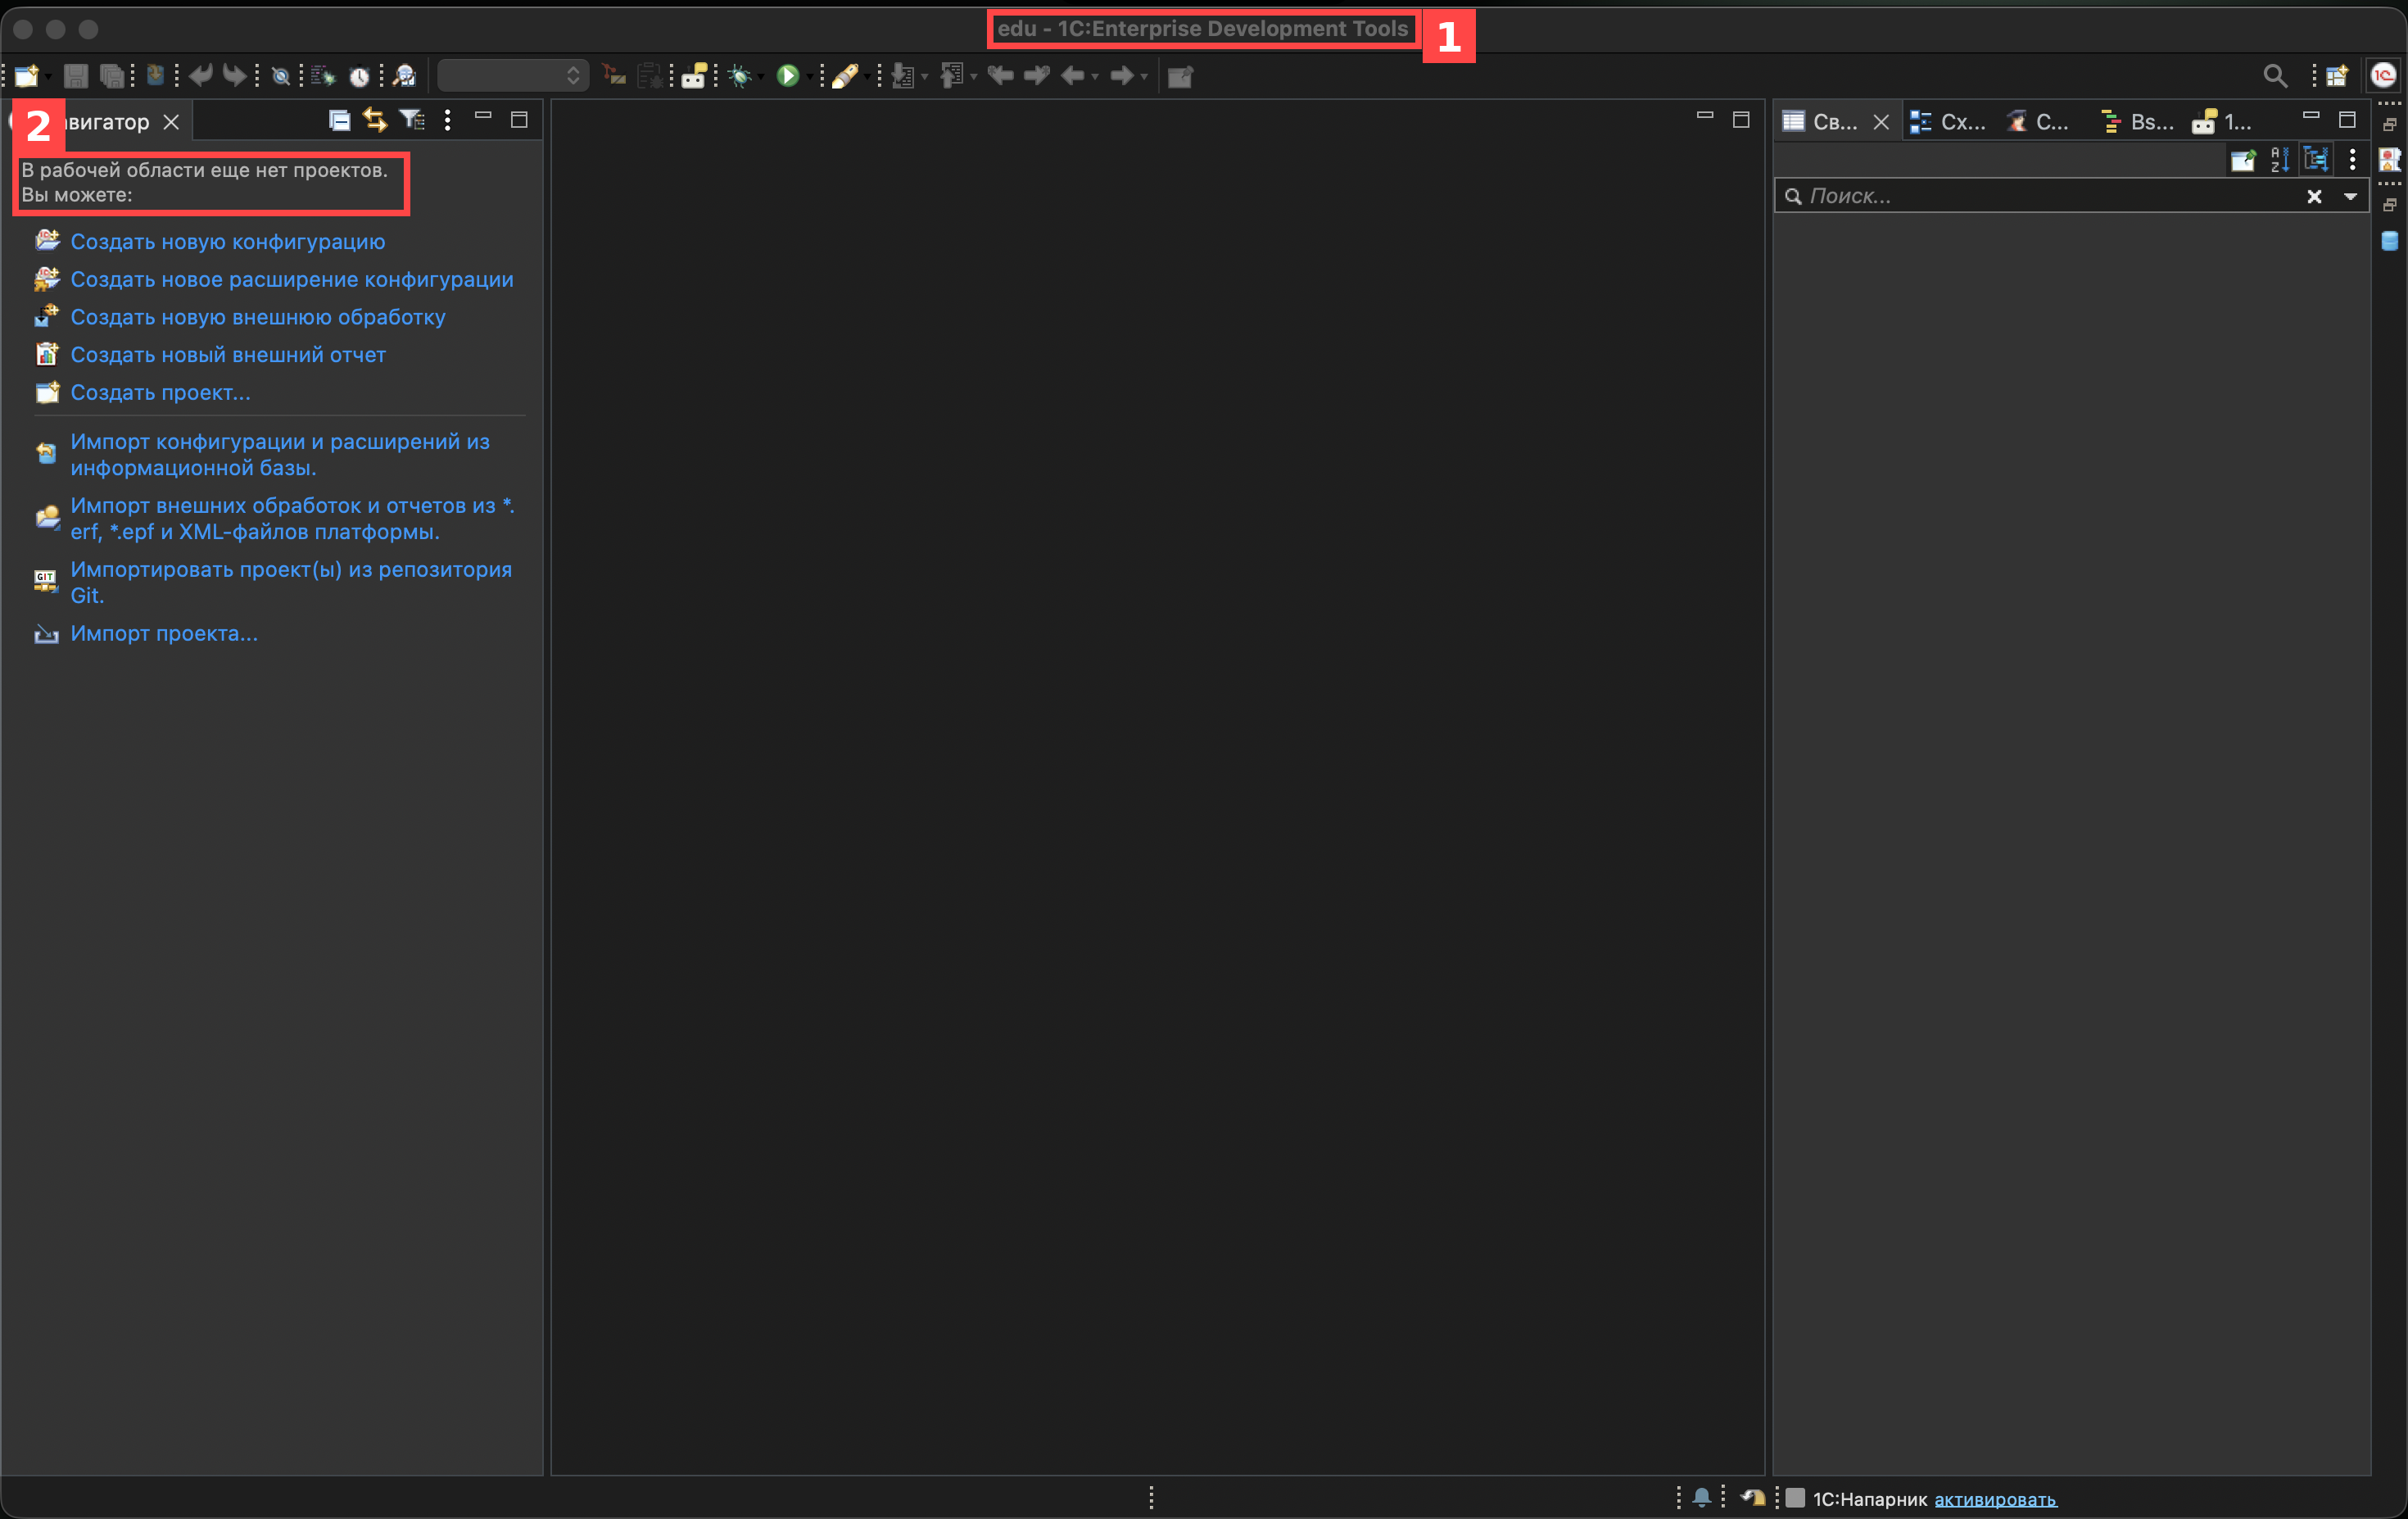 edu - 1C:Enterprise Development Tools
1
2
вигатор
В рабочей области еще нет проектов.
Вы можете:
Создать новую конфигурацию
Создать новое расширение конфигурации
Создать новую внешнюю обработку
Создать новый внешний отчет
Создать проект...
Импорт конфигурации и расширений из
информационной базы.
Импорт внешних обработок и отчетов из *.
erf, *.epf и XML-файлов платформы.
GIT
Импортировать проект(ы) из репозитория
Git.
Импорт проекта...
Св...
Сх...
С...
Bs...
1...
Поиск...
1С:Напарник активировать